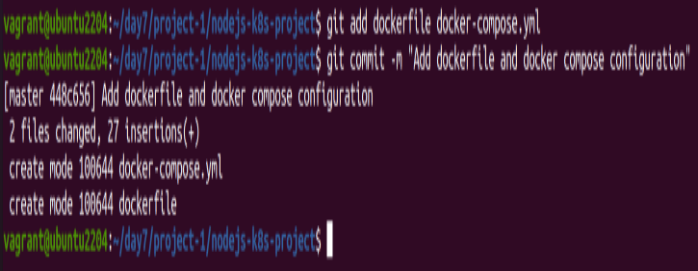 vagrant@ubuntu2204:~/day7/project-1/nodejs-k8s-project$ git add dockerfile docker-compose.yml
vagrant@ubuntu2204:~/day7/project-1/nodejs-k8s-project$ git commit -m "Add dockerfile and docker compose configuration"
[master 448c656] Add dockerfile and docker compose configuration
 2 files changed, 27 insertions(+)
 create mode 100644 docker-compose.yml
 create mode 100644 dockerfile
vagrant@ubuntu2204:~/day7/project-1/nodejs-k8s-project$